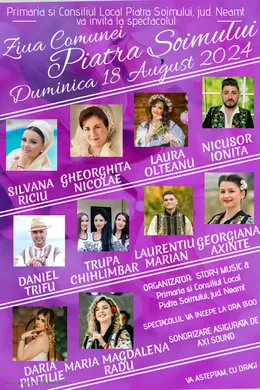 Primaria si Consiliul Local Piatra Soimului, jud. Neamt
va invita la spectacolul
Ziua Comunei
Piatra Soimului
Duminica 18 August 2024
SILVANA
RICIU
GHEORGHITA
NICOLAE
LAURA
OLTEANU
NICUSOR
IONITA
DANIEL
TRIFU
TRUPA
CHIHLIMBAR
LAURENTIU
MARIAN
GEORGIANA
AXINTE
DARIA
PINTILIE
MARIA MAGDALENA
RADU
ORGANIZATOR: STORY MUSIC &
Primaria si Consiliul Local
Piatra Soimului, jud. Neamt
SPECTACOLUL VA INCEPE LA ORA 18:00
SONORIZARE ASIGURATA DE
AXI SOUND
VA ASTEPTAM, CU DRAG!